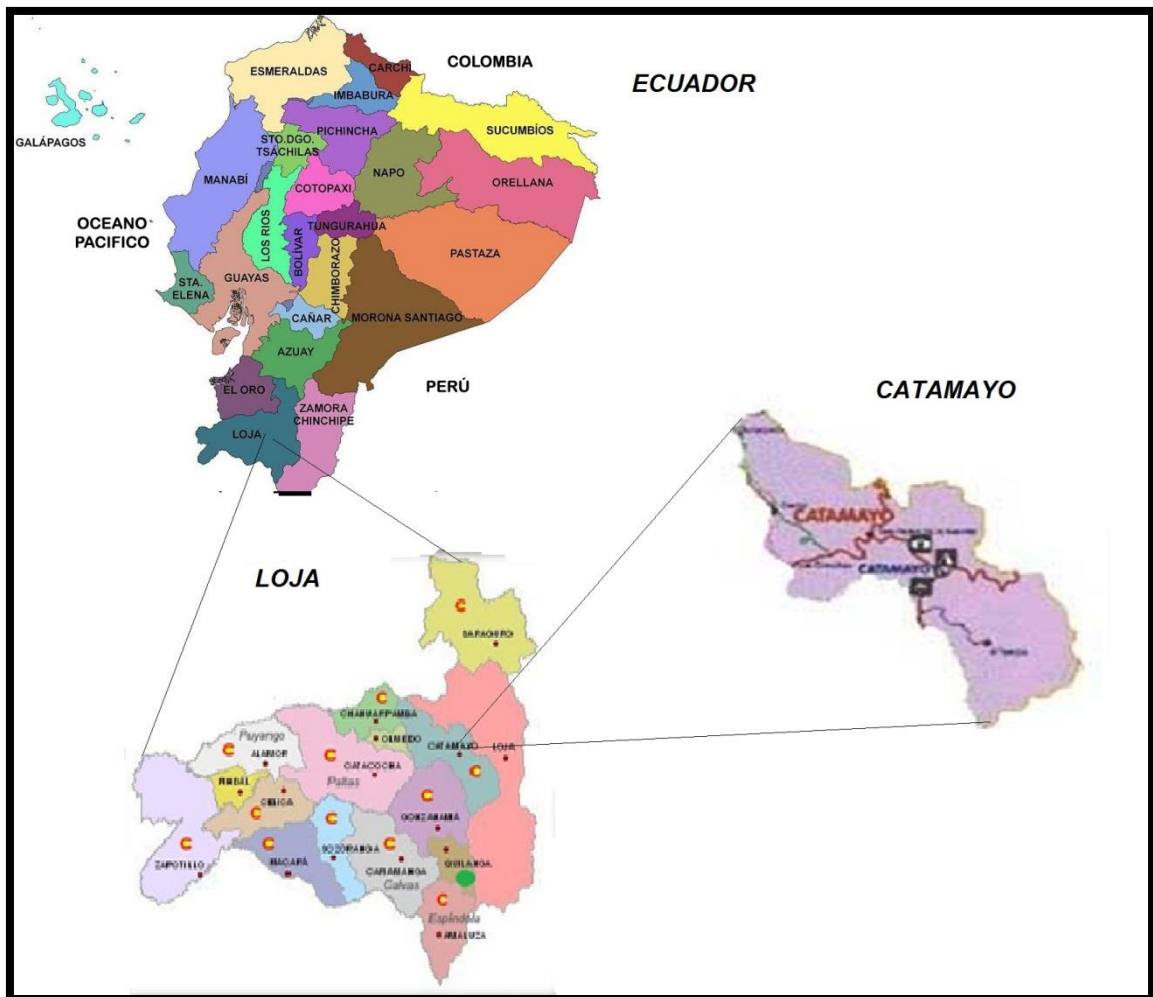 COLOMBIA
ECUADOR
ESMERALDAS
CARCHI
IMBABURA
SUCUMBÍOS
GALÁPAGOS
PICHINCHA
STO.DGO.
TSÁCHILAS
MANABÍ
NAPO
ORELLANA
COTOPAXI
OCEANO
PACIFICO
LOS RIOS
BOLÍVAR
TUNGURAHUA
CHIMBORAZO
PASTAZA
STA.
ELENA
GUAYAS
CAÑAR
MORONA SANTIAGO
AZUAY
PERÚ
EL ORO
ZAMORA
CHINCHIPE
LOJA
CATAMAYO
CATAMAYO
CATAMAYO
LOJA
C
SARAGURO
C
CHAHUARPAMBA
OLMEDO
CATAMAYO
LOJA
Puyango
C
ALAMOR
C
CATACOCHA
Paltas
C
PINDAL
CELICA
C
C
GONZANAMÁ
C
C
ZAPOTILLO
C
MACARÁ
SOZORANGA
C
CARIAMANGA
Calvas
QUILANGA
C
Espíndola
AMALUZA